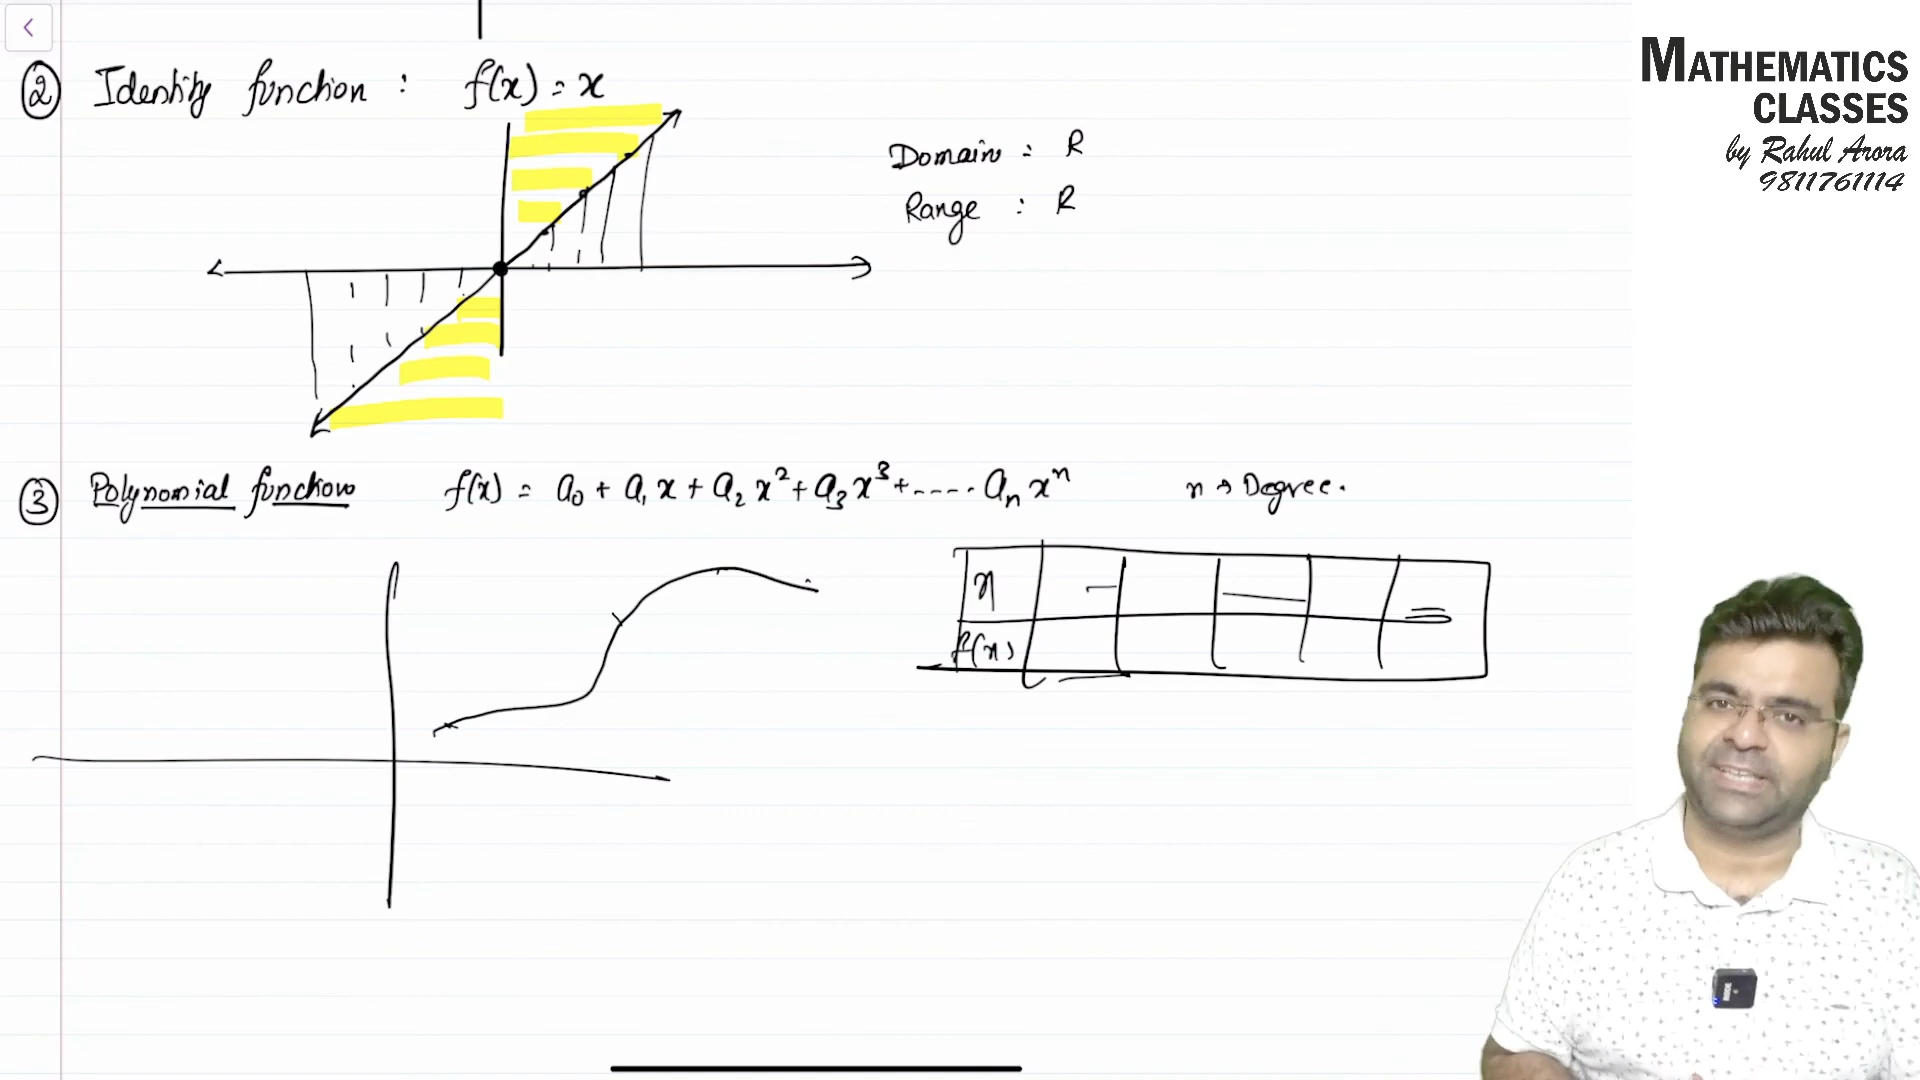 MATHEMATICS
CLASSES
by Rahul Arora
9811761114
② Identity function : f(x) = x
Domain : R
Range : R
③ Polynomial function f(x) = a₀ + a₁x + a₂x² + a₃x³ + ----- aₙxⁿ n → Degree.
x
f(x)